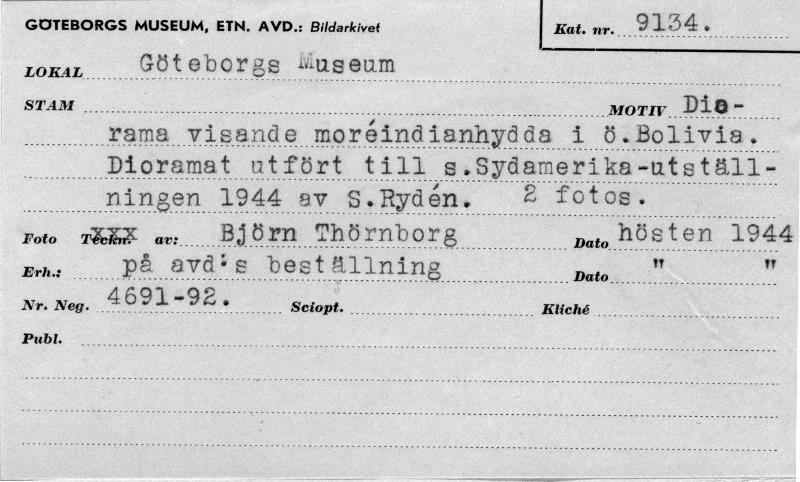 GÖTEBORGS MUSEUM, ETN. AVD.: Bildarkivet
Kat. nr. 9134.
LOKAL Göteborgs Museum
STAM MOTIV Dio-
rama visande moréindianhydda i ö.Bolivia.
Dioramat utfört till s.Sydamerika-utställ-
ningen 1944 av S.Rydén. 2 fotos.
Foto Teckn. av: Björn Thörnborg Dato hösten 1944
Erh.: på avd:s beställning Dato " "
Nr. Neg. 4691-92. Sciopt. Kliché
Publ.